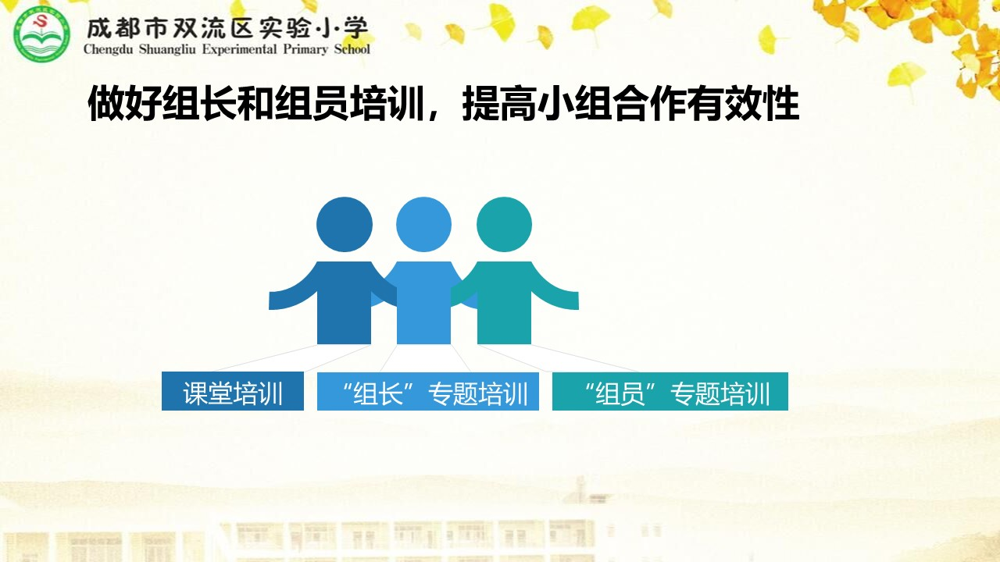 成都市双流区实验小学
Chengdu Shuangliu Experimental Primary School
做好组长和组员培训，提高小组合作有效性
课堂培训
“组长”专题培训
“组员”专题培训